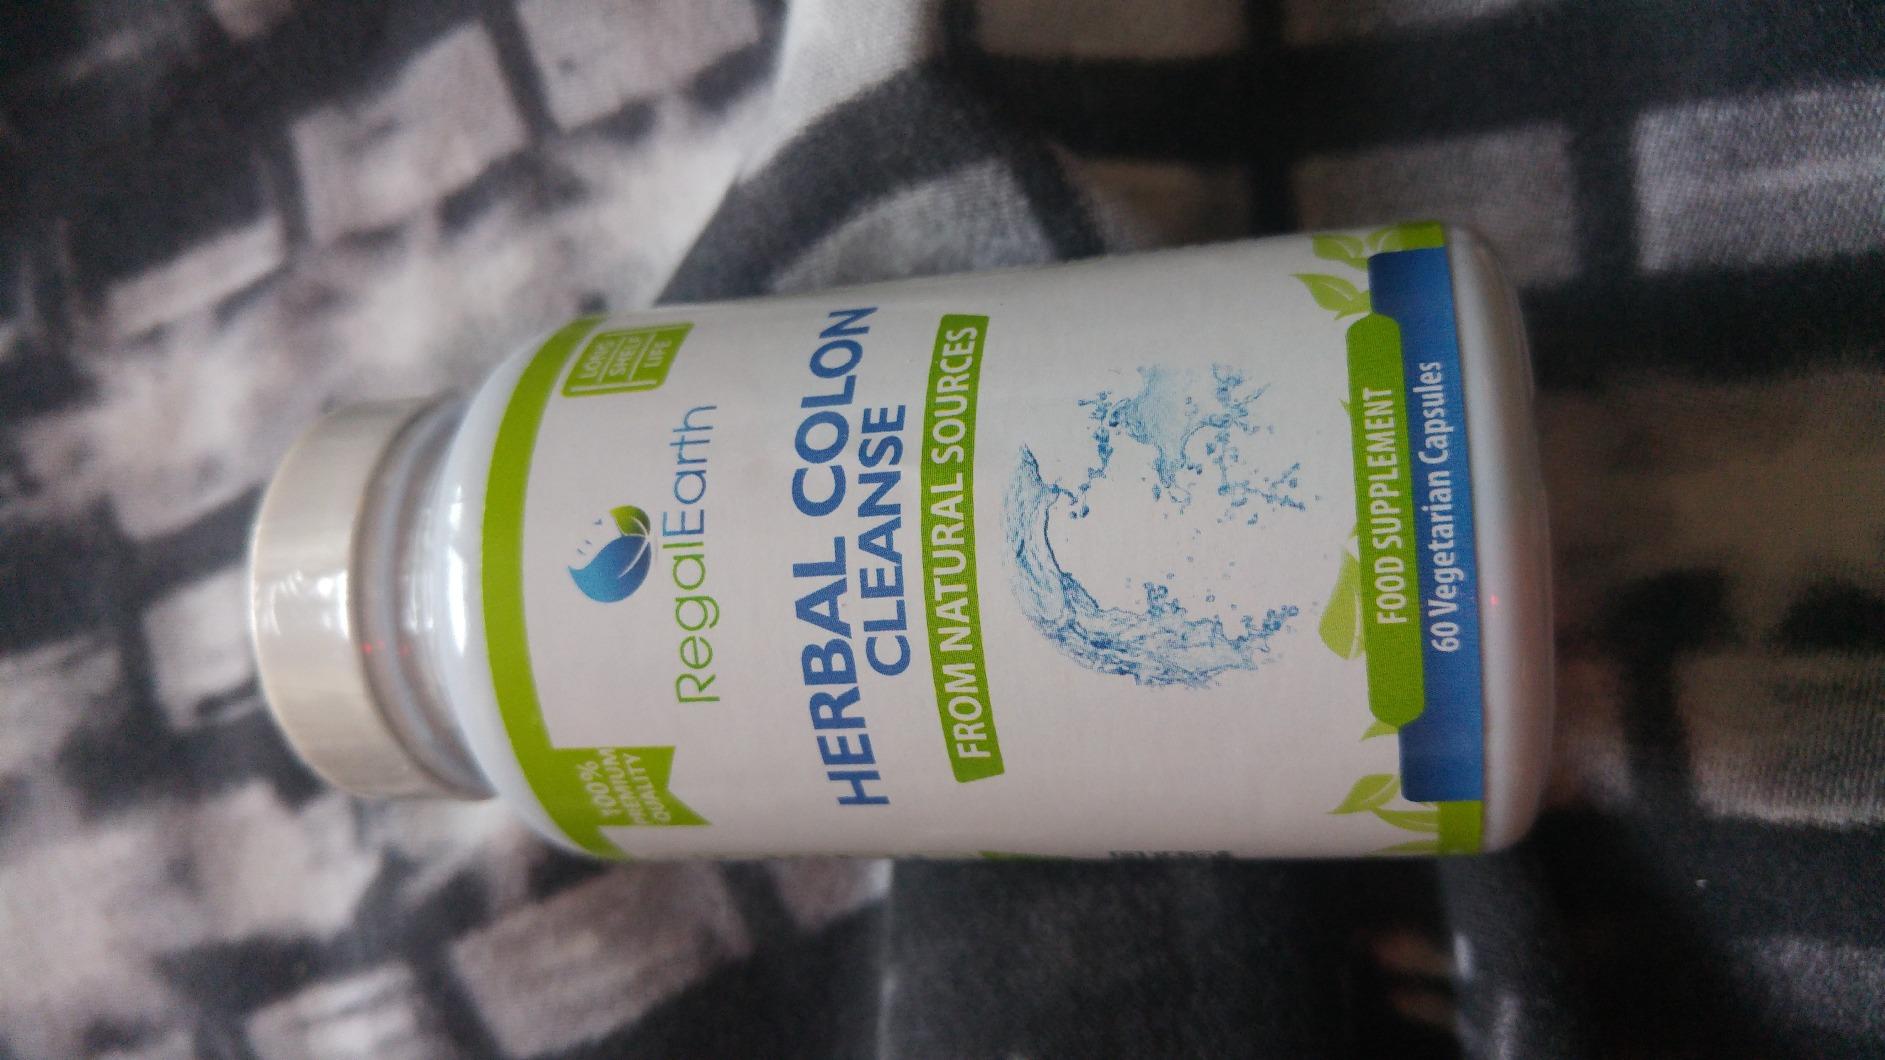 100%
PREMIUM
QUALITY
LONG
SHELF
LIFE
RegalEarth
HERBAL COLON
CLEANSE
FROM NATURAL SOURCES
FOOD SUPPLEMENT
60 Vegetarian Capsules